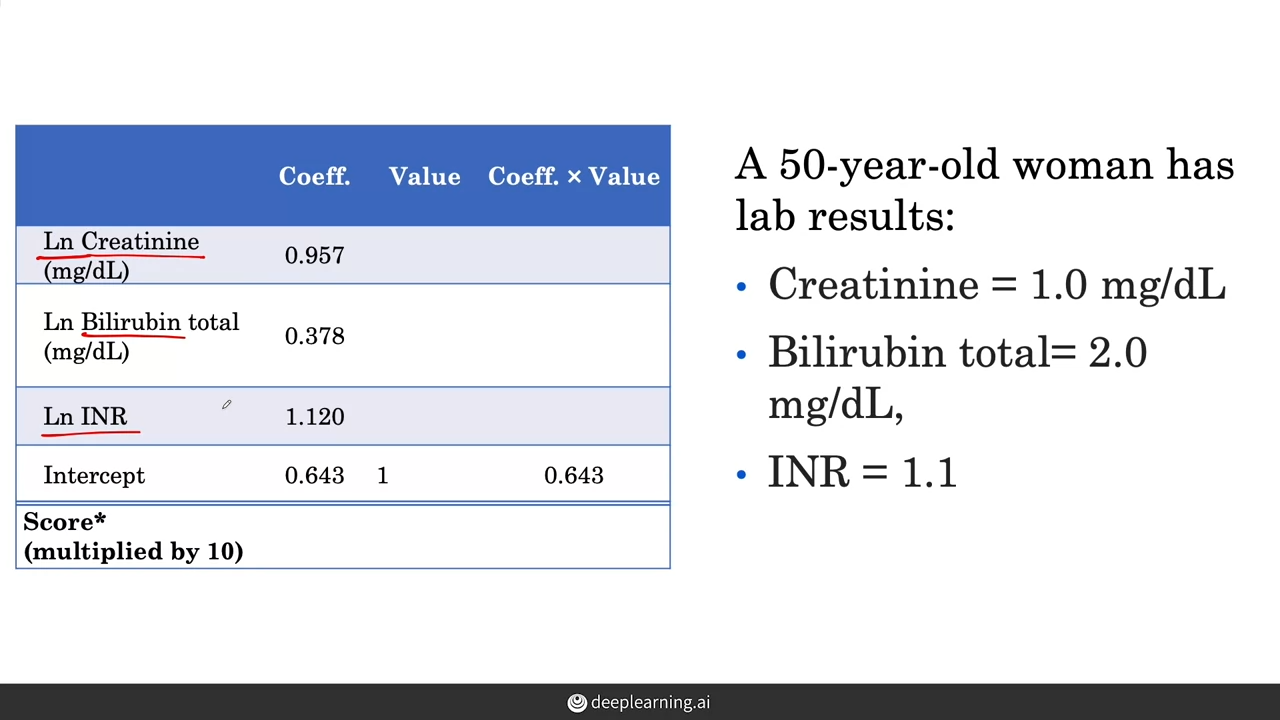 Coeff. Value Coeff. × Value
Ln Creatinine
(mg/dL)
0.957
Ln Bilirubin total
(mg/dL)
0.378
Ln INR 1.120
Intercept 0.643 1 0.643
Score*
(multiplied by 10)
A 50-year-old woman has
lab results:
• Creatinine = 1.0 mg/dL
• Bilirubin total= 2.0
mg/dL,
• INR = 1.1
deeplearning.ai